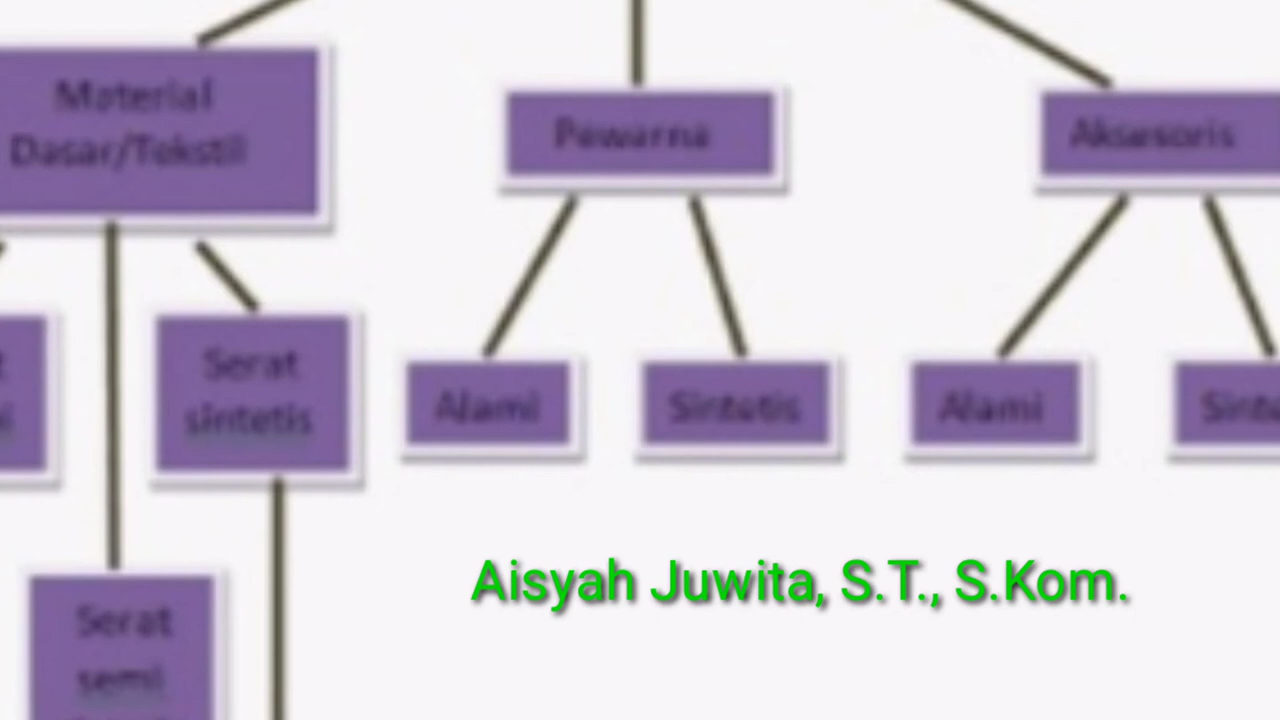 Material
Dasar/Tekstil
Pewarna
Aksesoris
Serat
sintetis
Alami
Sintetis
Alami
Serat
semi
Aisyah Juwita, S.T., S.Kom.